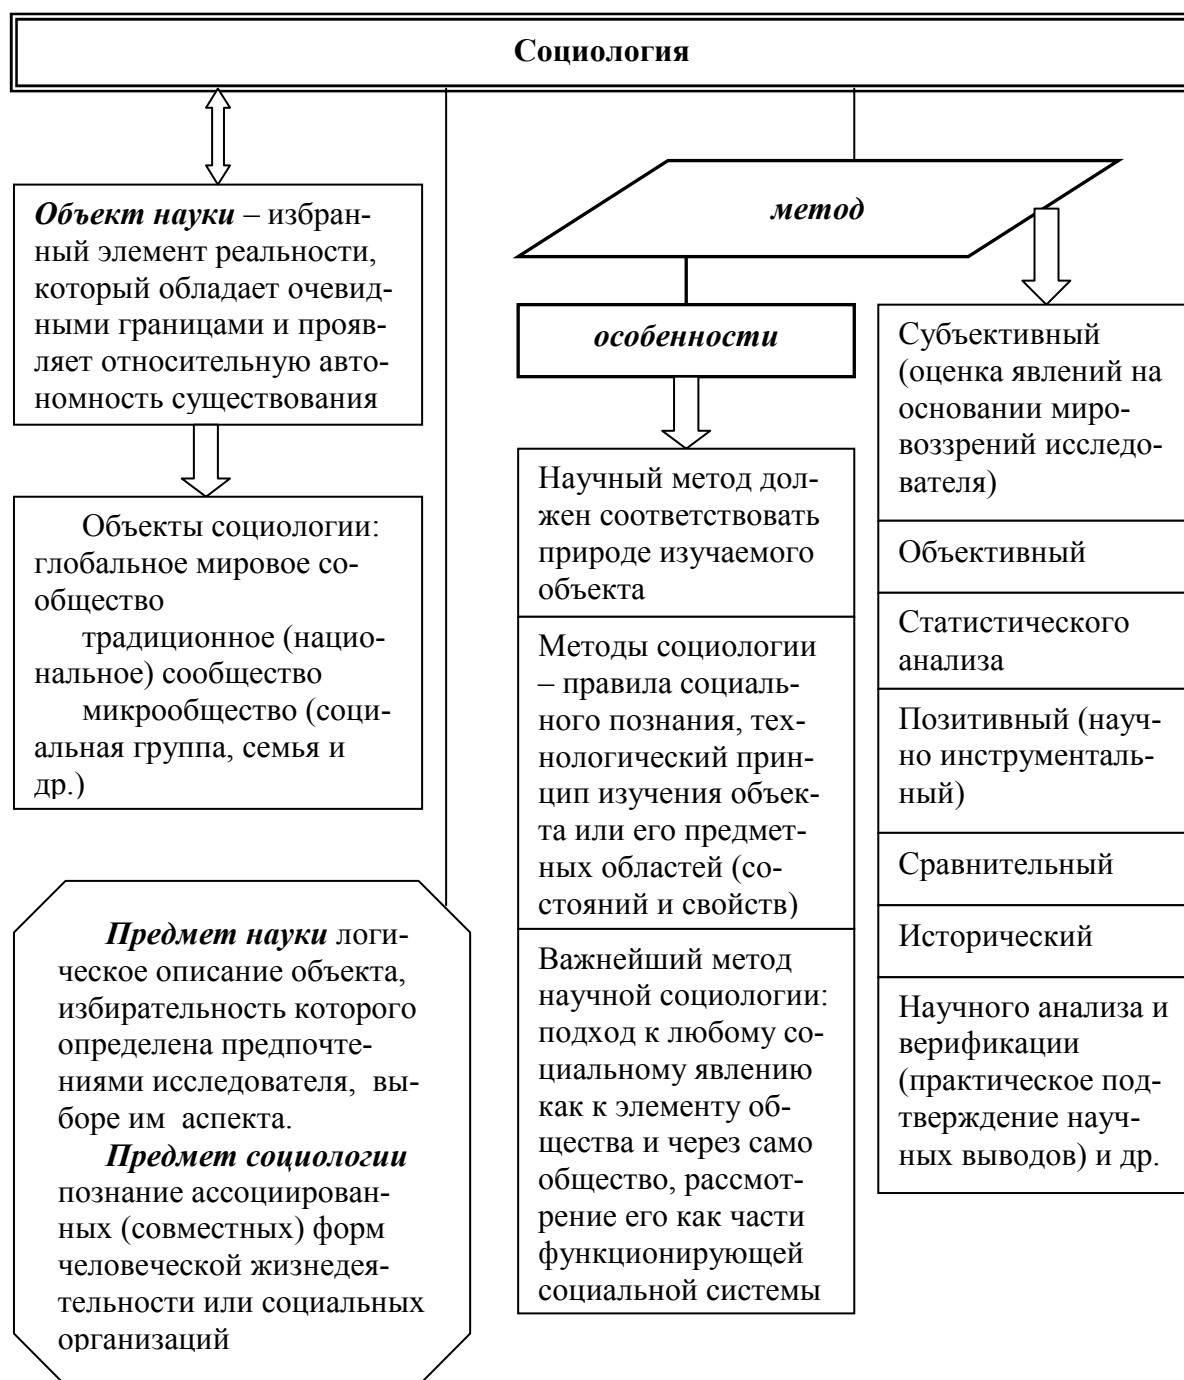 Социология
Объект науки – избран-
ный элемент реальности,
который обладает очевид-
ными границами и прояв-
ляет относительную авто-
номность существования
Объекты социологии:
глобальное мировое со-
общество
традиционное (нацио-
нальное) сообщество
микрообщество (соци-
альная группа, семья и
др.)
Предмет науки логи-
ческое описание объекта,
избирательность которого
определена предпочте-
ниями исследователя, вы-
боре им аспекта.
Предмет социологии
познание ассоциирован-
ных (совместных) форм
человеческой жизнедея-
тельности или социальных
организаций
метод
особенности
Научный метод дол-
жен соответствовать
природе изучаемого
объекта
Методы социологии
– правила социаль-
ного познания, тех-
нологический прин-
цип изучения объек-
та или его предмет-
ных областей (со-
стояний и свойств)
Важнейший метод
научной социологии:
подход к любому со-
циальному явлению
как к элементу об-
щества и через само
общество, рассмот-
рение его как части
функционирующей
социальной системы
Субъективный
(оценка явлений на
основании миро-
воззрений исследо-
вателя)
Объективный
Статистического
анализа
Позитивный (науч-
но инструменталь-
ный)
Сравнительный
Исторический
Научного анализа и
верификации
(практическое под-
тверждение науч-
ных выводов) и др.